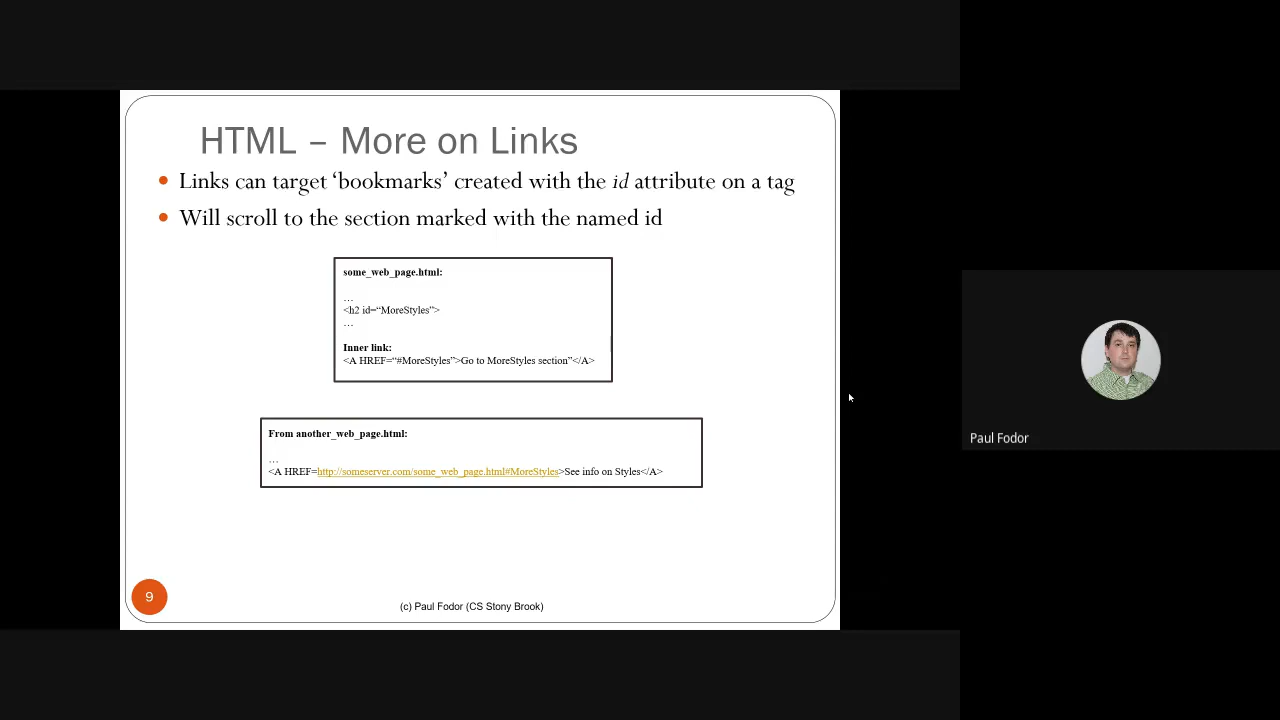 HTML – More on Links
• Links can target ‘bookmarks’ created with the id attribute on a tag
• Will scroll to the section marked with the named id
some_web_page.html:
…
<h2 id=“MoreStyles”>
…
Inner link:
<A HREF=“#MoreStyles”>Go to MoreStyles section”</A>
From another_web_page.html:
…
<A HREF=http://someserver.com/some_web_page.html#MoreStyles>See info on Styles</A>
9
(c) Paul Fodor (CS Stony Brook)
Paul Fodor